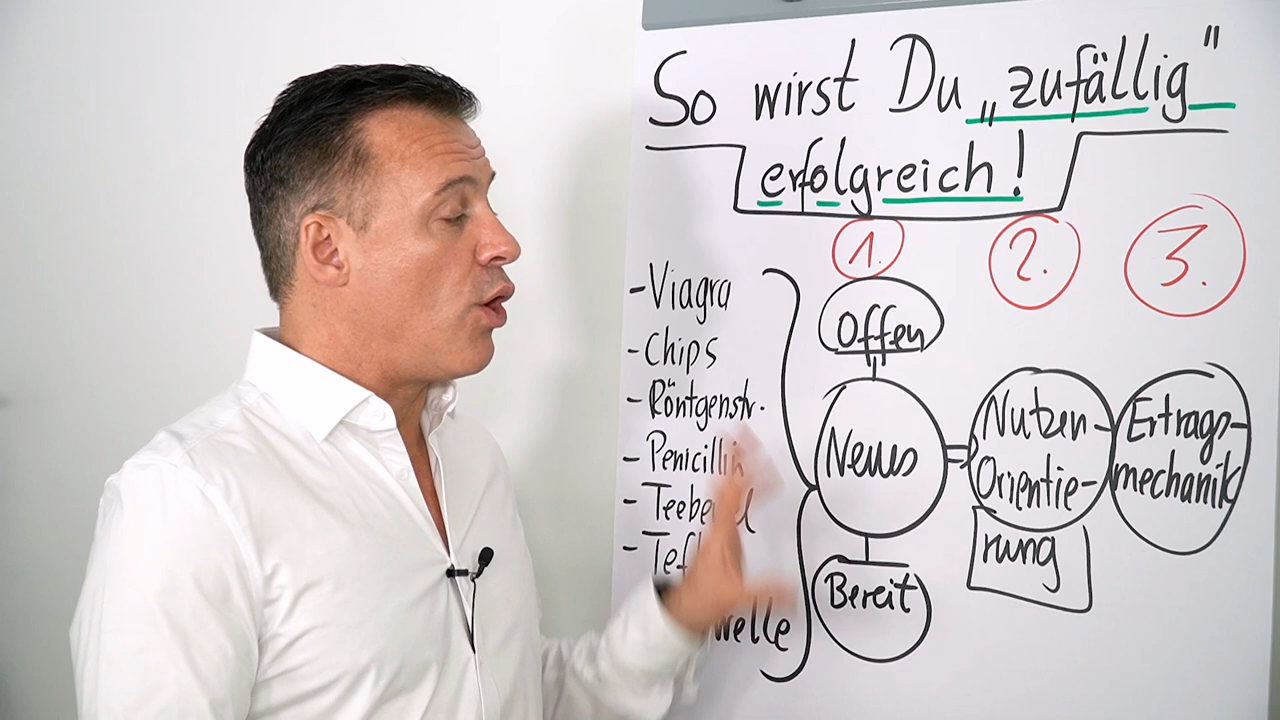 So wirst Du „zufällig"
erfolgreich!
1. 2. 3.
-Viagra
-Chips
-Röntgenstr.
-Penicillin
Offen
Neues
Bereit
Nutzen-
Orientie-
rung
Ertrags-
mechanik